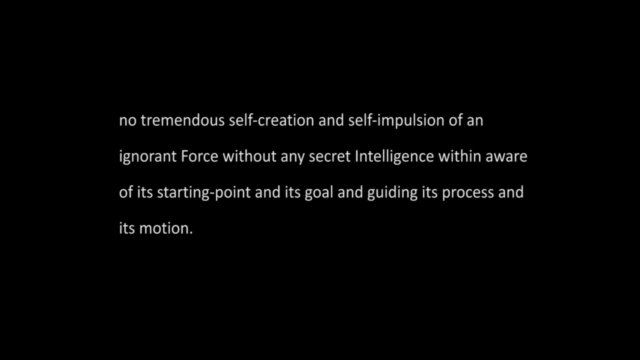 no tremendous self-creation and self-impulsion of an
ignorant Force without any secret Intelligence within aware
of its starting-point and its goal and guiding its process and
its motion.